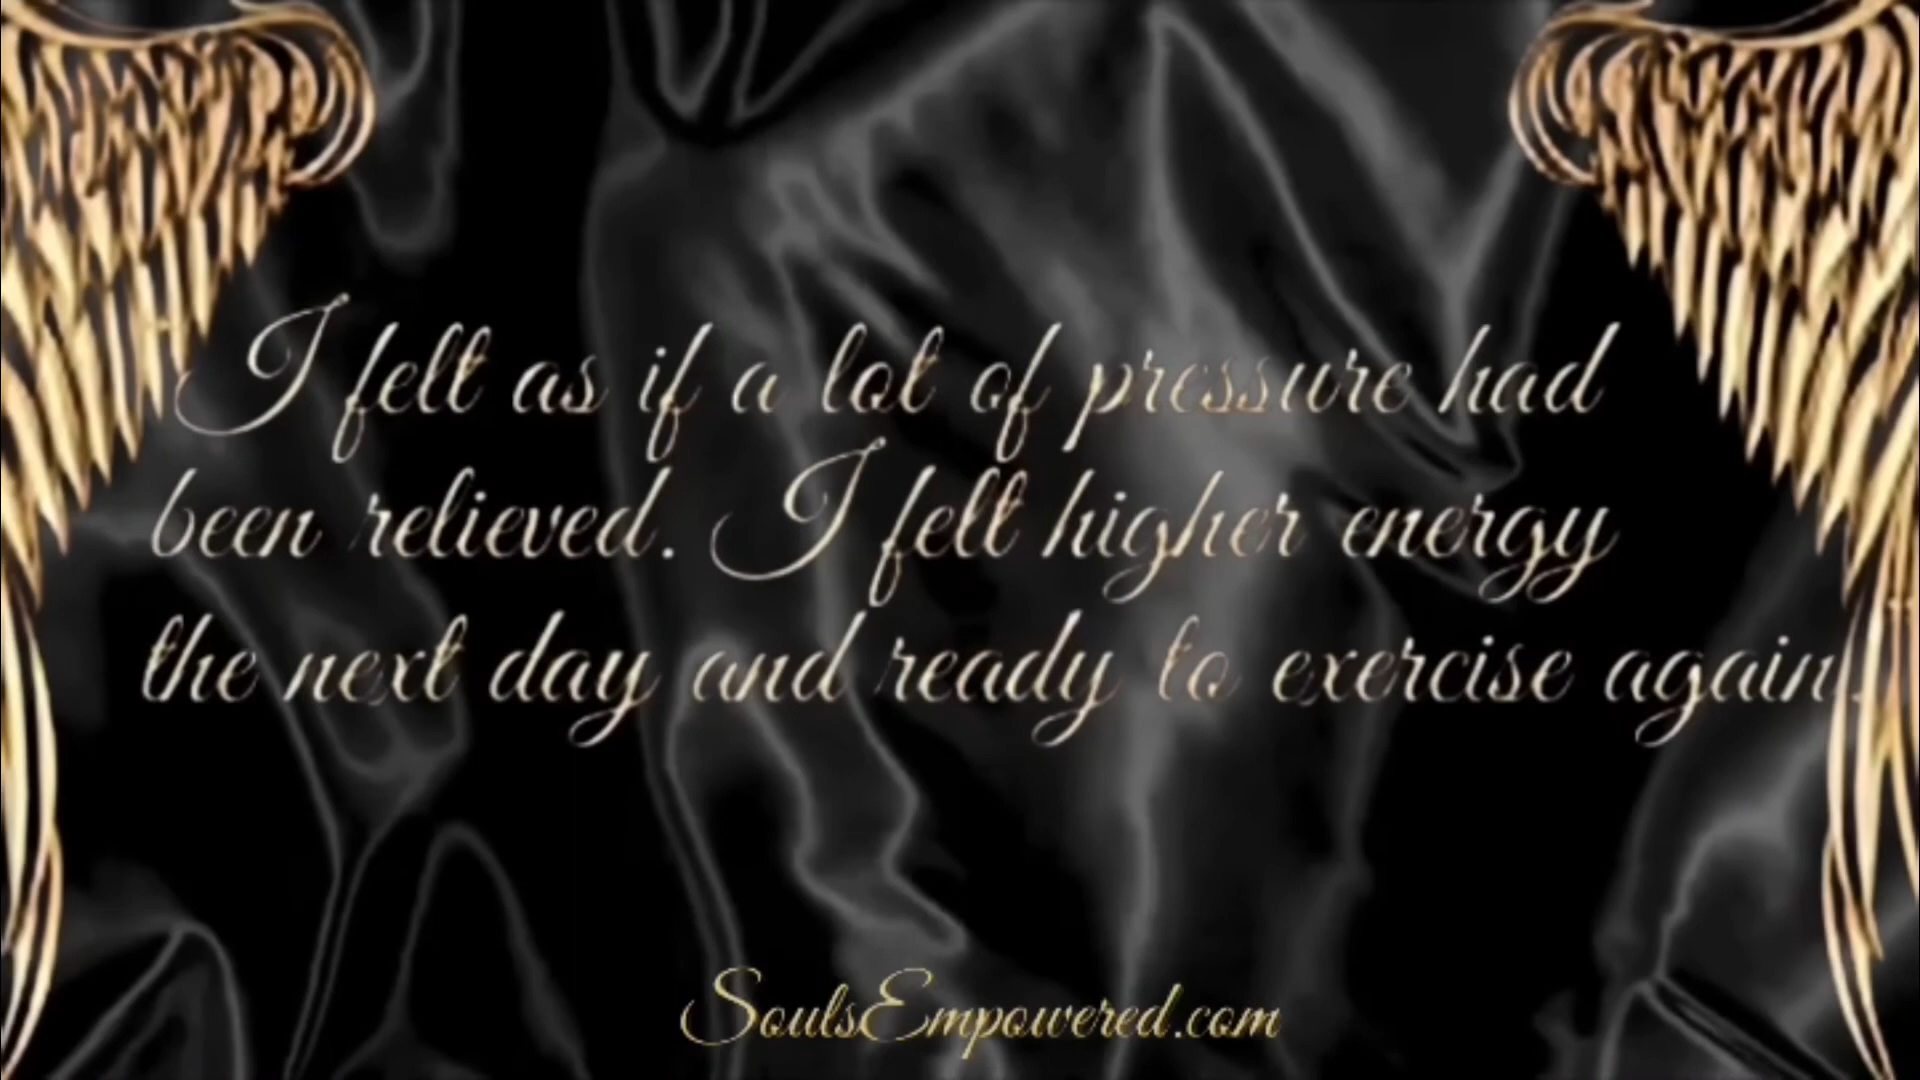 I felt as if a lot of pressure had
been relieved. I felt higher energy
the next day and ready to exercise again..
SoulsEmpowered.com